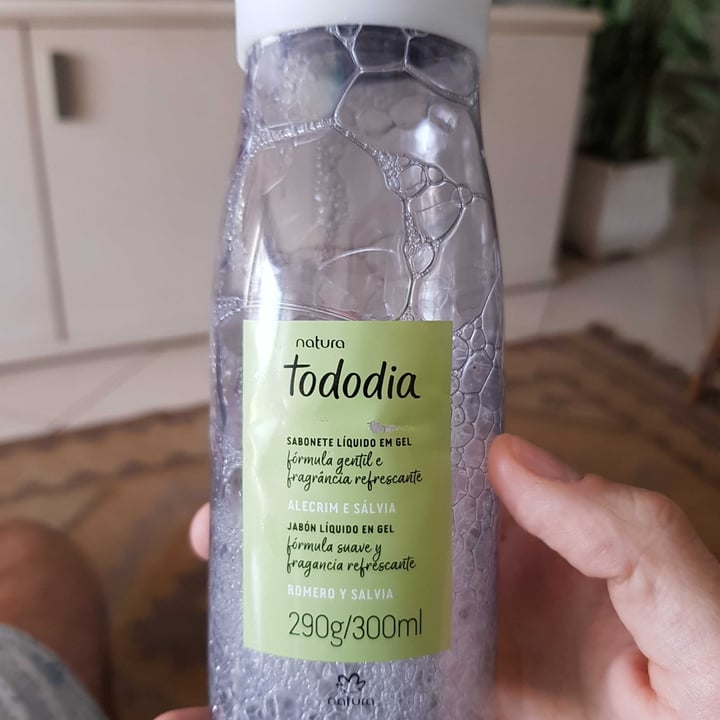 natura
tododia
SABONETE LÍQUIDO EM GEL
fórmula gentil e
fragrância refrescante
ALECRIM E SÁLVIA
JABÓN LÍQUIDO EN GEL
fórmula suave y
fragancia refrescante
ROMERO Y SALVIA
290g/300ml
natura